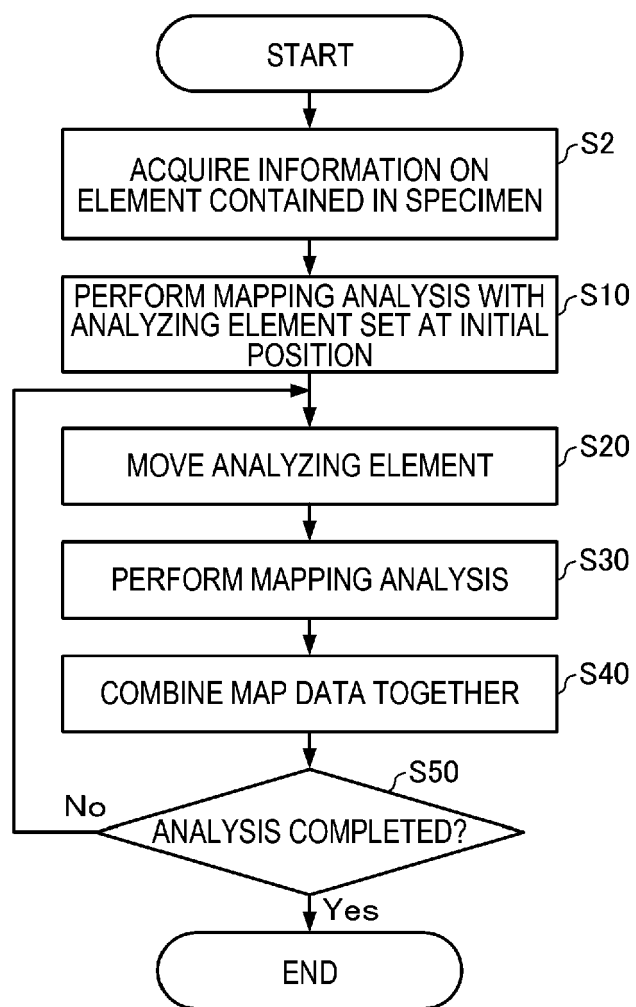 START
S2
ACQUIRE INFORMATION ON
ELEMENT CONTAINED IN SPECIMEN
S10
PERFORM MAPPING ANALYSIS WITH
ANALYZING ELEMENT SET AT INITIAL
POSITION
S20
MOVE ANALYZING ELEMENT
S30
PERFORM MAPPING ANALYSIS
S40
COMBINE MAP DATA TOGETHER
S50
No
ANALYSIS COMPLETED?
Yes
END